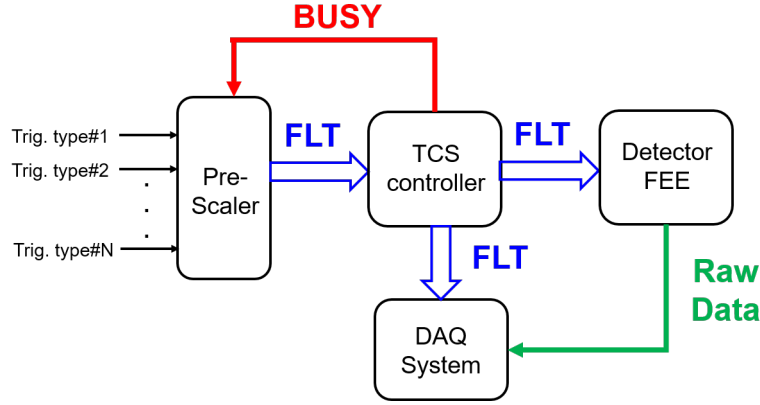 BUSY
Trig. type#1
Trig. type#2
.
.
.
Trig. type#N
Pre-
Scaler
FLT
TCS
controller
FLT
Detector
FEE
FLT
Raw
Data
DAQ
System